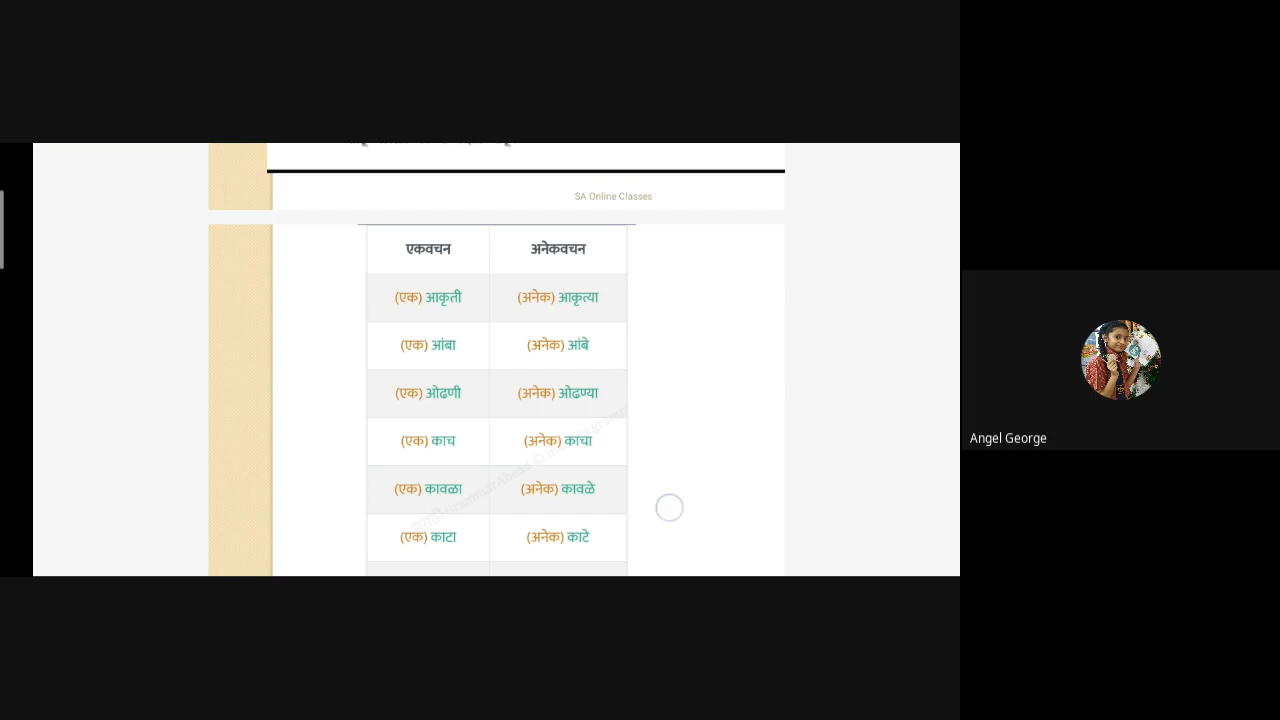 SA Online Classes
एकवचन अनेकवचन
(एक) आकृती (अनेक) आकृत्या
(एक) आंबा (अनेक) आंबे
(एक) ओढणी (अनेक) ओढण्या
(एक) काच (अनेक) काचा
(एक) कावळा (अनेक) कावळे
(एक) काटा (अनेक) काटे
Angel George